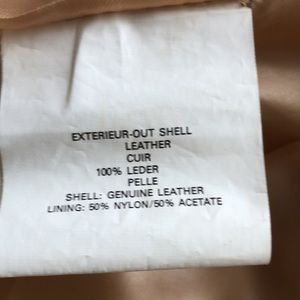 EXTERIEUR-OUT SHELL
LEATHER
CUIR
100% LEDER
PELLE
SHELL: GENUINE LEATHER
LINING: 50% NYLON/50% ACETATE